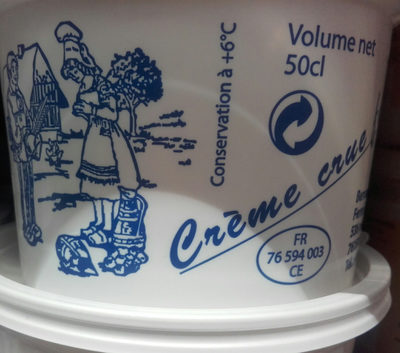 Conservation à +6°C
Volume net
50cl
Crème crue
FR
76 594 003
CE